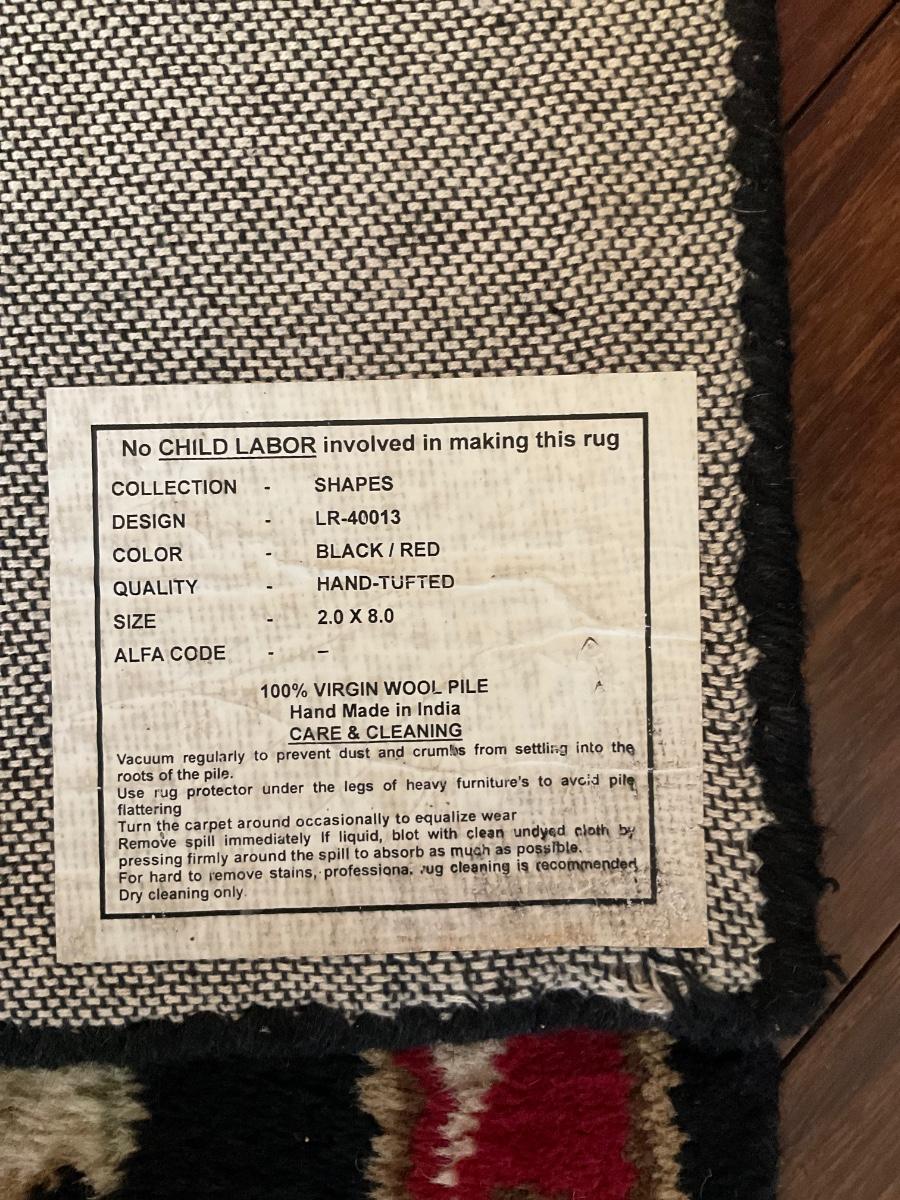 No CHILD LABOR involved in making this rug
COLLECTION - SHAPES
DESIGN - LR-40013
COLOR - BLACK / RED
QUALITY - HAND-TUFTED
SIZE - 2.0 X 8.0
ALFA CODE - –
100% VIRGIN WOOL PILE
Hand Made in India
CARE & CLEANING
Vacuum regularly to prevent dust and crumbs from settling into the
roots of the pile.
Use rug protector under the legs of heavy furniture's to avoid pile
flattering
Turn the carpet around occasionally to equalize wear
Remove spill immediately If liquid, blot with clean undyed cloth by
pressing firmly around the spill to absorb as much as possible.
For hard to remove stains, professional rug cleaning is recommended
Dry cleaning only.